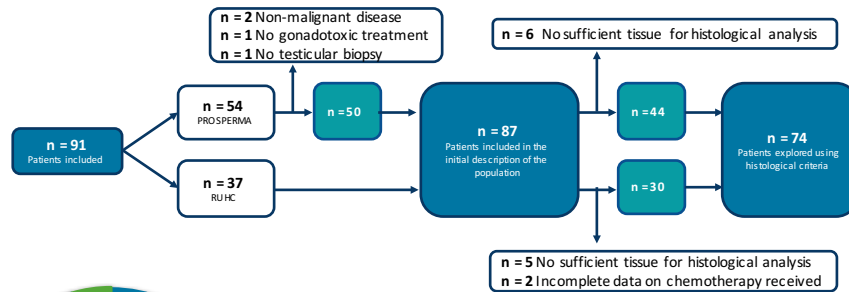 n = 2 Non-malignant disease
n = 1 No gonadotoxic treatment
n = 1 No testicular biopsy
n = 6 No sufficient tissue for histological analysis
n = 91
Patients included
n = 54
PROSPERMA
n = 50
n = 37
RUHC
n = 87
Patients included in the
initial description of the
population
n = 44
n = 30
n = 74
Patients explored using
histological criteria
n = 5 No sufficient tissue for histological analysis
n = 2 Incomplete data on chemotherapy received